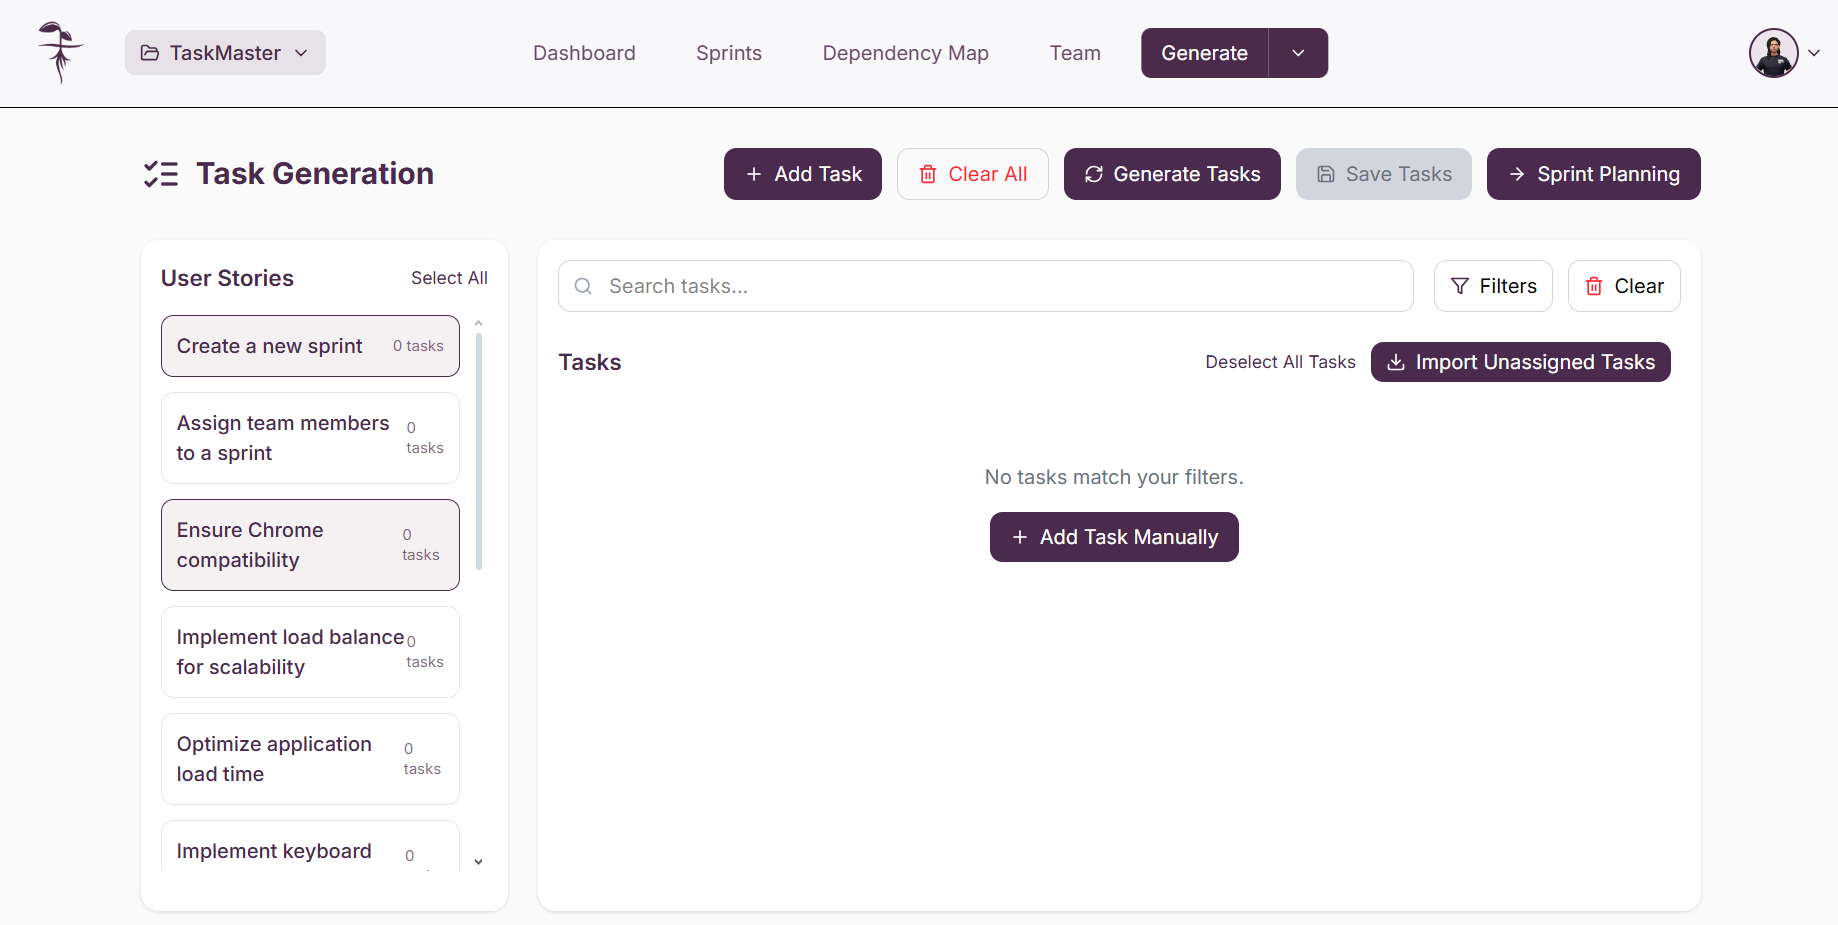 TaskMaster
Dashboard
Sprints
Dependency Map
Team
Generate
Task Generation
Add Task
Clear All
Generate Tasks
Save Tasks
Sprint Planning
User Stories
Select All
Create a new sprint
0 tasks
Assign team members
to a sprint
0
tasks
Ensure Chrome
compatibility
0
tasks
Implement load balance
for scalability
0
tasks
Optimize application
load time
0
tasks
Implement keyboard
0
Search tasks...
Filters
Clear
Tasks
Deselect All Tasks
Import Unassigned Tasks
No tasks match your filters.
Add Task Manually